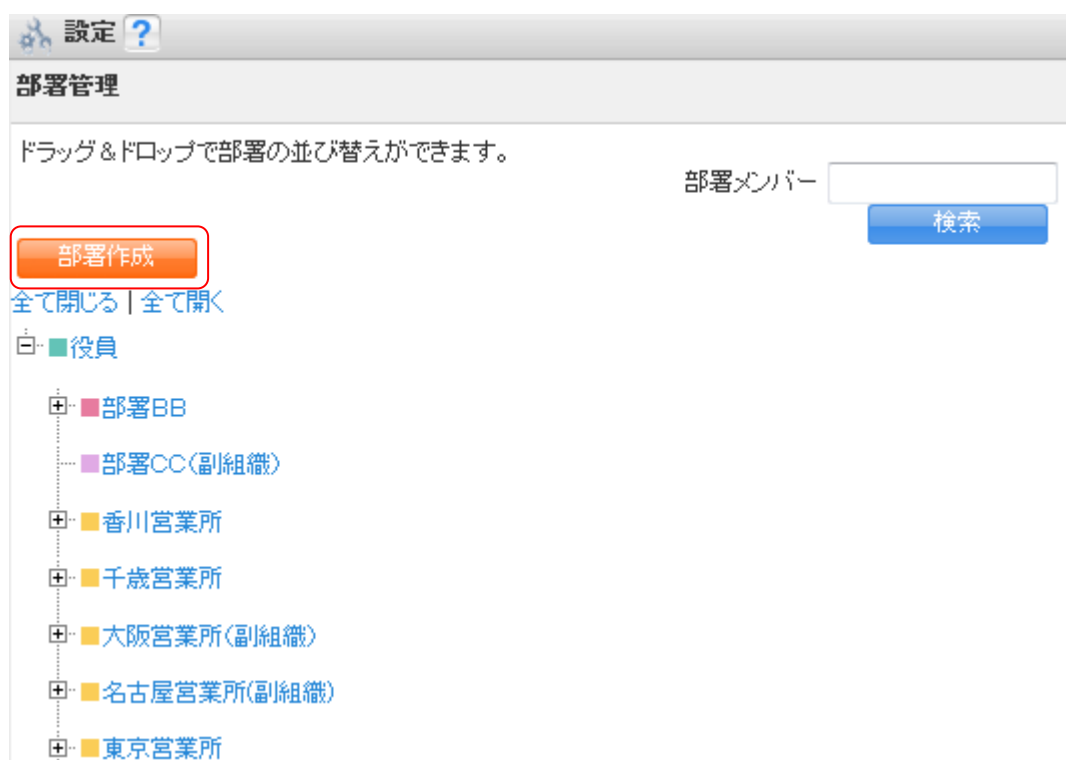 設定 ?
部署管理
ドラッグ&ドロップで部署の並び替えができます。
部署メンバー
検索
部署作成
全て閉じる | 全て開く
役員
部署BB
部署CC(副組織)
香川営業所
千歳営業所
大阪営業所(副組織)
名古屋営業所(副組織)
東京営業所